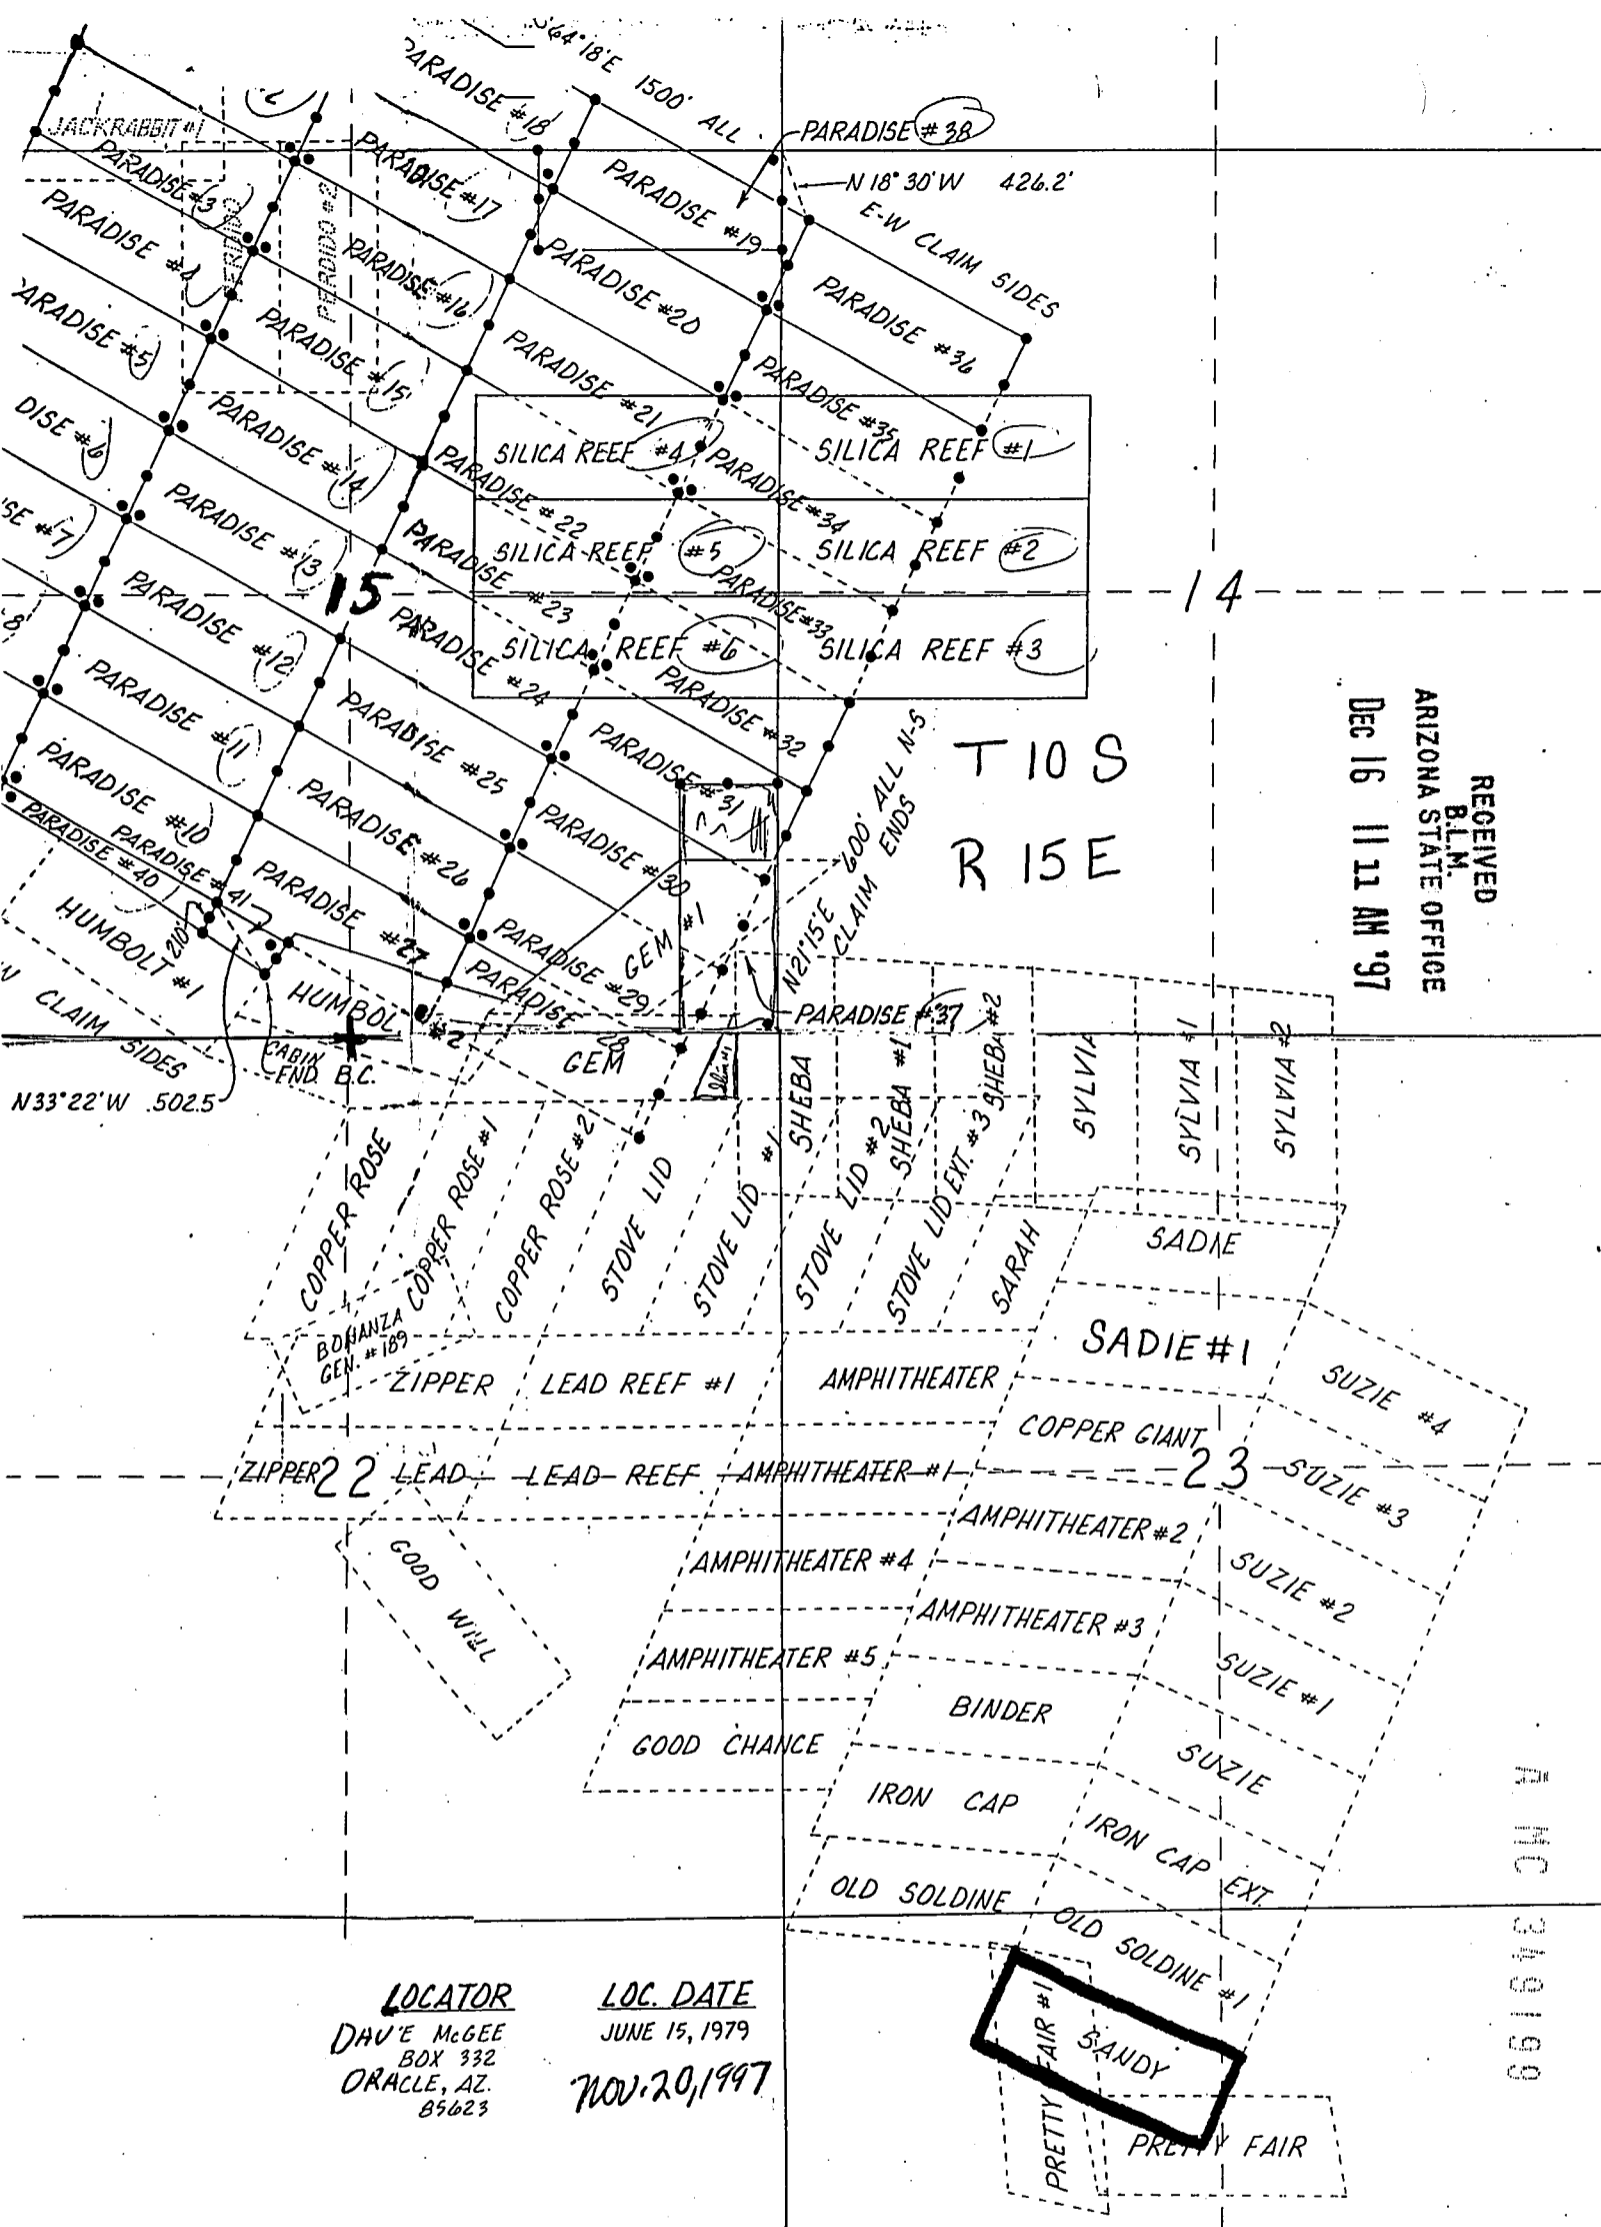 S64°18'E 1500' ALL
E-W CLAIM SIDES
PARADISE #38
N 18° 30' W 426.2'
JACKRABBIT #1
PARADISE #3
PARADISE #4
ARADISE #5
DISE #6
SE #7
8
PERDIDO
PERDIDO #2
PARADISE #18
PARADISE #17
PARADISE #16
PARADISE #15
PARADISE #14
PARADISE #13
PARADISE #12
PARADISE #11
PARADISE #10
PARADISE #40
PARADISE #41
PARADISE #19
PARADISE #20
PARADISE #21
PARADISE #22
PARADISE #23
PARADISE #24
PARADISE #25
PARADISE #26
PARADISE #27
PARADISE #36
PARADISE #35
PARADISE #34
PARADISE #33
PARADISE #32
PARADISE #31
PARADISE #30
PARADISE #29
PARADISE 28
SILICA REEF #4
SILICA REEF #1
SILICA REEF #5
SILICA REEF #2
SILICA REEF #6
SILICA REEF #3
15
14
T 10 S
R 15 E
RECEIVED
B.L.M.
ARIZONA STATE OFFICE
DEC 16 11 11 AM '97
N21°15'E 600' ALL N-S
CLAIM ENDS
HUMBOLT #1
210'
HUMBOL #2
CLAIM SIDES
CABIN
END. B.C.
N33°22'W 502.5
GEM #1
GEM
PARADISE #37
SHEBA
SHEBA #1
SHEBA #2
SYLVIA
SYLVIA #1
SYLVIA #2
COPPER ROSE
COPPER ROSE #1
COPPER ROSE #2
STOVE LID
STOVE LID #1
STOVE LID #2
STOVE LID EXT. #3
SARAH
SADIE
SADIE #1
BONANZA
GEN. #189
ZIPPER
LEAD REEF #1
AMPHITHEATER
COPPER GIANT
SUZIE #4
ZIPPER LEAD
22
LEAD REEF
AMPHITHEATER #1
23
SUZIE #3
GOOD WILL
AMPHITHEATER #2
AMPHITHEATER #4
SUZIE #2
AMPHITHEATER #3
AMPHITHEATER #5
SUZIE #1
BINDER
GOOD CHANCE
SUZIE
IRON CAP
IRON CAP EXT.
OLD SOLDINE
OLD SOLDINE #1
A MC 349199
PRETTY FAIR #1
SANDY
PRETTY FAIR
LOCATOR
DAVE McGEE
BOX 332
ORACLE, AZ.
85623
LOC. DATE
JUNE 15, 1979
NOV. 20, 1997